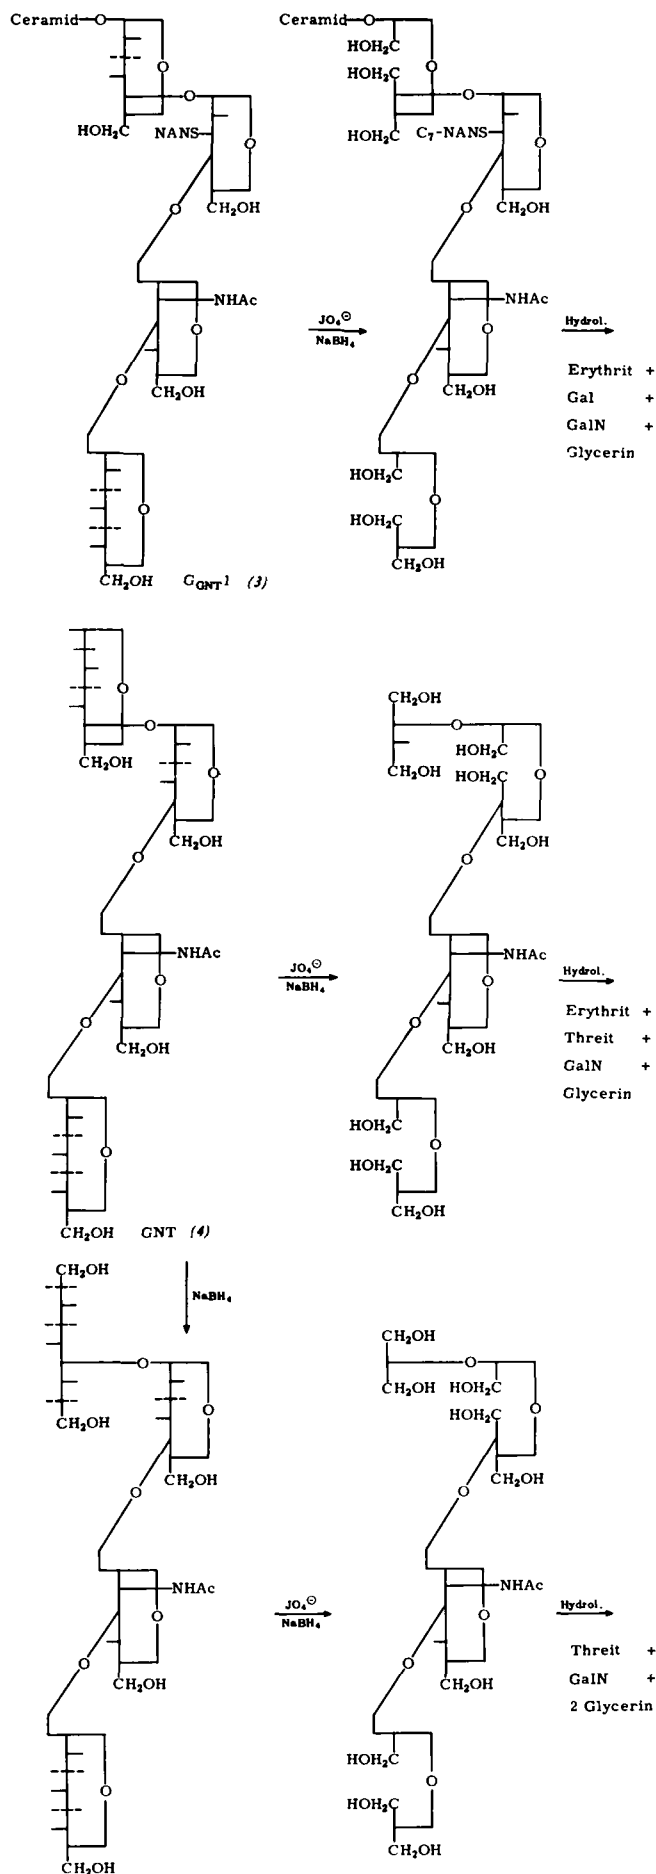 Ceramid-O O HOH₂C NANS O O CH₂OH
O O NHAc O CH₂OH
O O CH₂OH G_GNT1 (3)
JO₄⊖
NaBH₄
Ceramid-O HOH₂C O HOH₂C HOH₂C O C₇-NANS O CH₂OH
O NHAc O CH₂OH
O HOH₂C O HOH₂C CH₂OH
Hydrol.
Erythrit +
Gal +
GalN +
Glycerin
O O CH₂OH O CH₂OH
O NHAc O CH₂OH
O O CH₂OH GNT (4)
JO₄⊖
NaBH₄
CH₂OH O HOH₂C CH₂OH HOH₂C O CH₂OH
O NHAc O CH₂OH
O HOH₂C O HOH₂C CH₂OH
Hydrol.
Erythrit +
Threit +
GalN +
Glycerin
NaBH₄
CH₂OH O O CH₂OH CH₂OH
O NHAc O CH₂OH
O O CH₂OH
JO₄⊖
NaBH₄
CH₂OH O CH₂OH HOH₂C HOH₂C O CH₂OH
O NHAc O CH₂OH
O HOH₂C O HOH₂C CH₂OH
Hydrol.
Threit +
GalN +
2 Glycerin